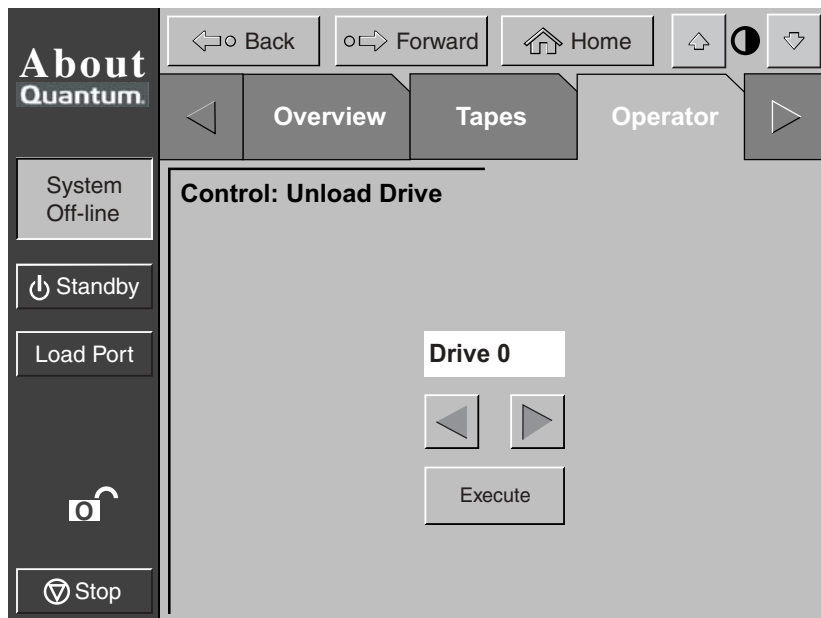 About
Quantum.
System
Off-line
Standby
Load Port
O
Stop
Back
Forward
Home
Overview
Tapes
Operator
Control: Unload Drive
Drive 0
Execute